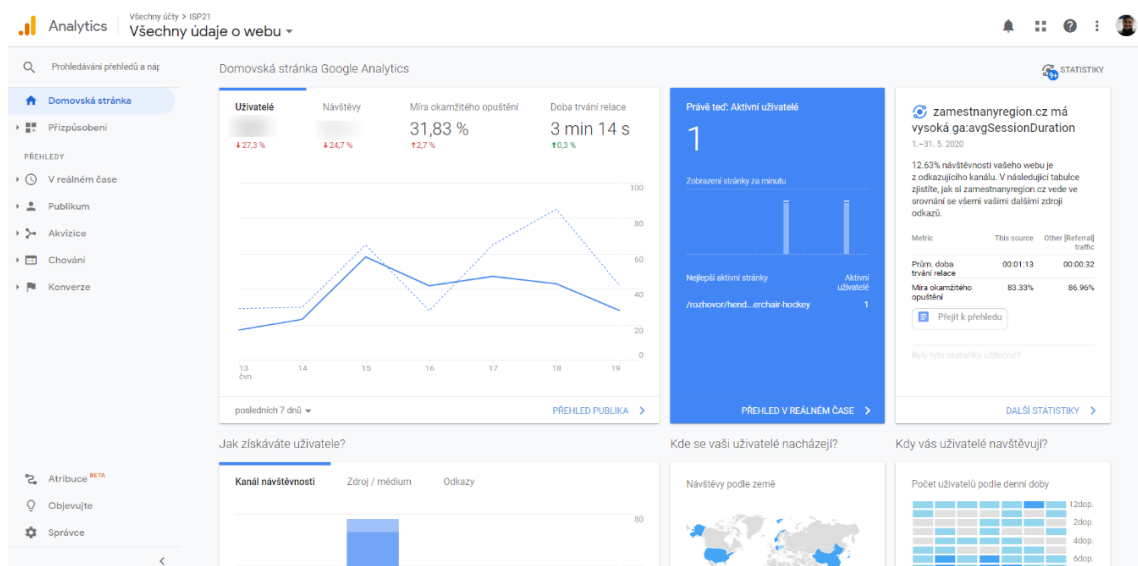 Analytics
Všechny účty > ISP21
Všechny údaje o webu
Prohledávání přehledů a náp
Domovská stránka
Přizpůsobení
PŘEHLEDY
V reálném čase
Publikum
Akvizice
Chování
Konverze
Atribuce BETA
Objevujte
Správce
Domovská stránka Google Analytics
9+ STATISTIKY
Uživatelé
27,3 %
Návštěvy
24,7 %
Míra okamžitého opuštění
31,83 %
2,7 %
Doba trvání relace
3 min 14 s
0,3 %
100
80
60
40
20
0
13 14 15 16 17 18 19
čvn
posledních 7 dnů
PŘEHLED PUBLIKA
Právě teď: Aktivní uživatelé
1
Zobrazení stránky za minutu
Nejlepší aktivní stránky Aktivní
uživatelé
/rozhovor/hend...erchair-hockey 1
PŘEHLED V REÁLNÉM ČASE
zamestnanyregion.cz má
vysoká ga:avgSessionDuration
1.–31. 5. 2020
12.63% návštěvnosti vašeho webu je
z odkazujícího kanálu. V následující tabulce
zjistíte, jak si zamestnanyregion.cz vede ve
srovnání se všemi vašimi dalšími zdroji
odkazů.
Metric This source Other [Referral]
traffic
Prům. doba 00:01:13 00:00:32
trvání relace
Míra okamžitého 83.33% 86.96%
opuštění
Přejít k přehledu
Byly tyto statistiky užitečné?
DALŠÍ STATISTIKY
Jak získáváte uživatele?
Kanál návštěvnosti Zdroj / médium Odkazy
80
Kde se vaši uživatelé nacházejí?
Návštěvy podle země
Kdy vás uživatelé navštěvují?
Počet uživatelů podle denní doby
12dop.
2dop.
4dop.
6dop.